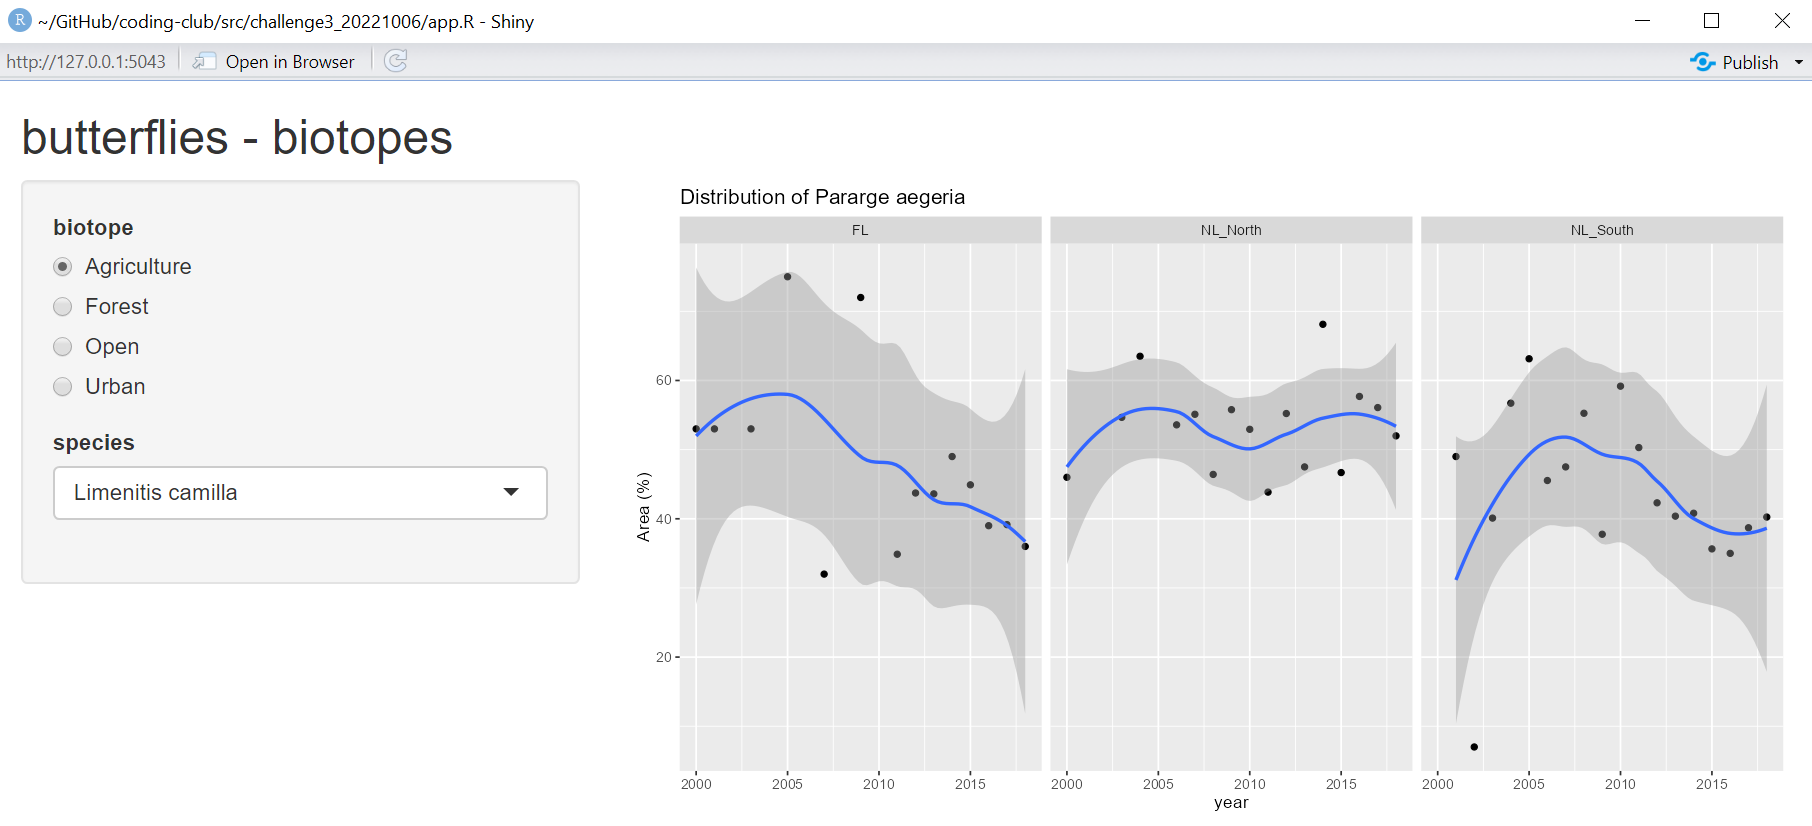 R ~/GitHub/coding-club/src/challenge3_20221006/app.R - Shiny
http://127.0.0.1:5043 Open in Browser Publish
butterflies - biotopes
biotope
Agriculture
Forest
Open
Urban
species
Limenitis camilla
Distribution of Pararge aegeria
FL NL_North NL_South
Area (%)
60
40
20
2000 2005 2010 2015 2000 2005 2010 2015 2000 2005 2010 2015
year